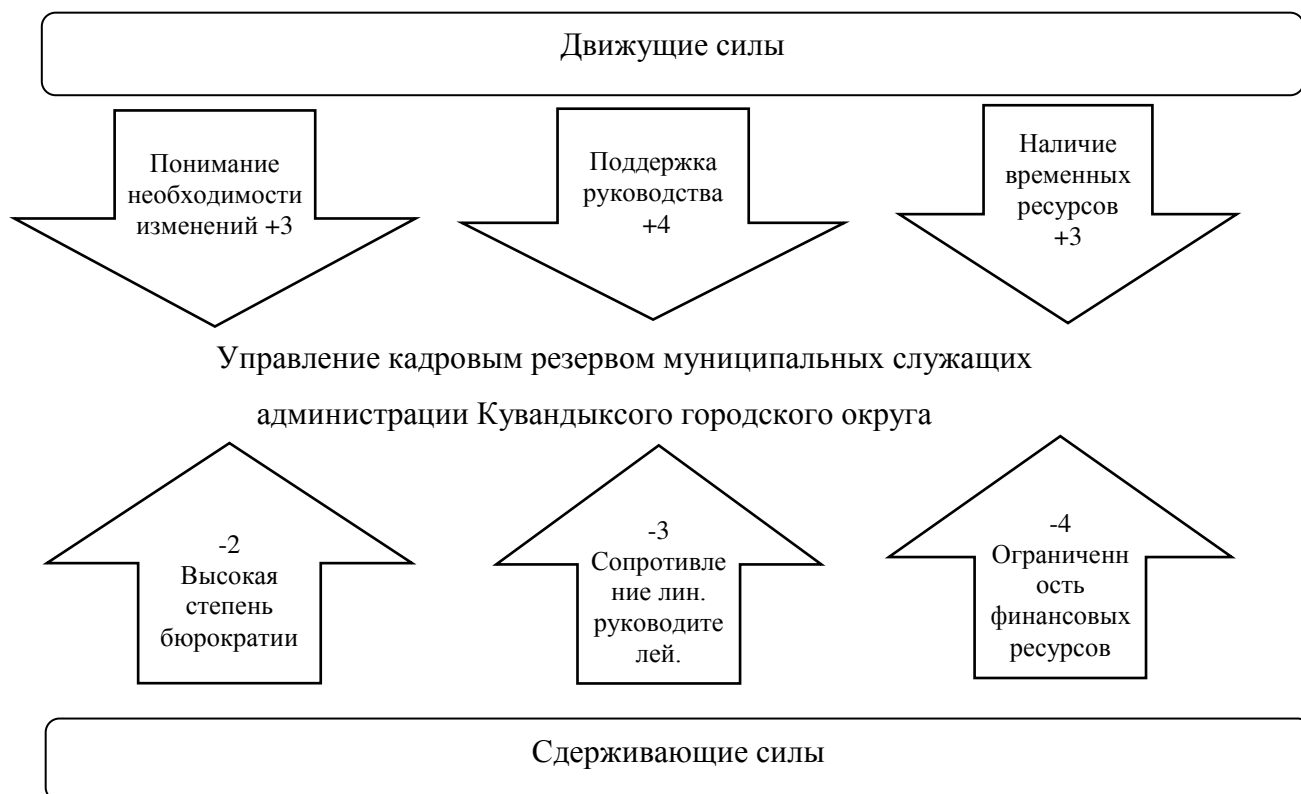 Движущие силы
Понимание
необходимости
изменений +3
Поддержка
руководства
+4
Наличие
временных
ресурсов
+3
Управление кадровым резервом муниципальных служащих
администрации Кувандыксого городского округа
-2
Высокая
степень
бюрократии
-3
Сопротивле
ние лин.
руководите
лей.
-4
Ограниченн
ость
финансовых
ресурсов
Сдерживающие силы